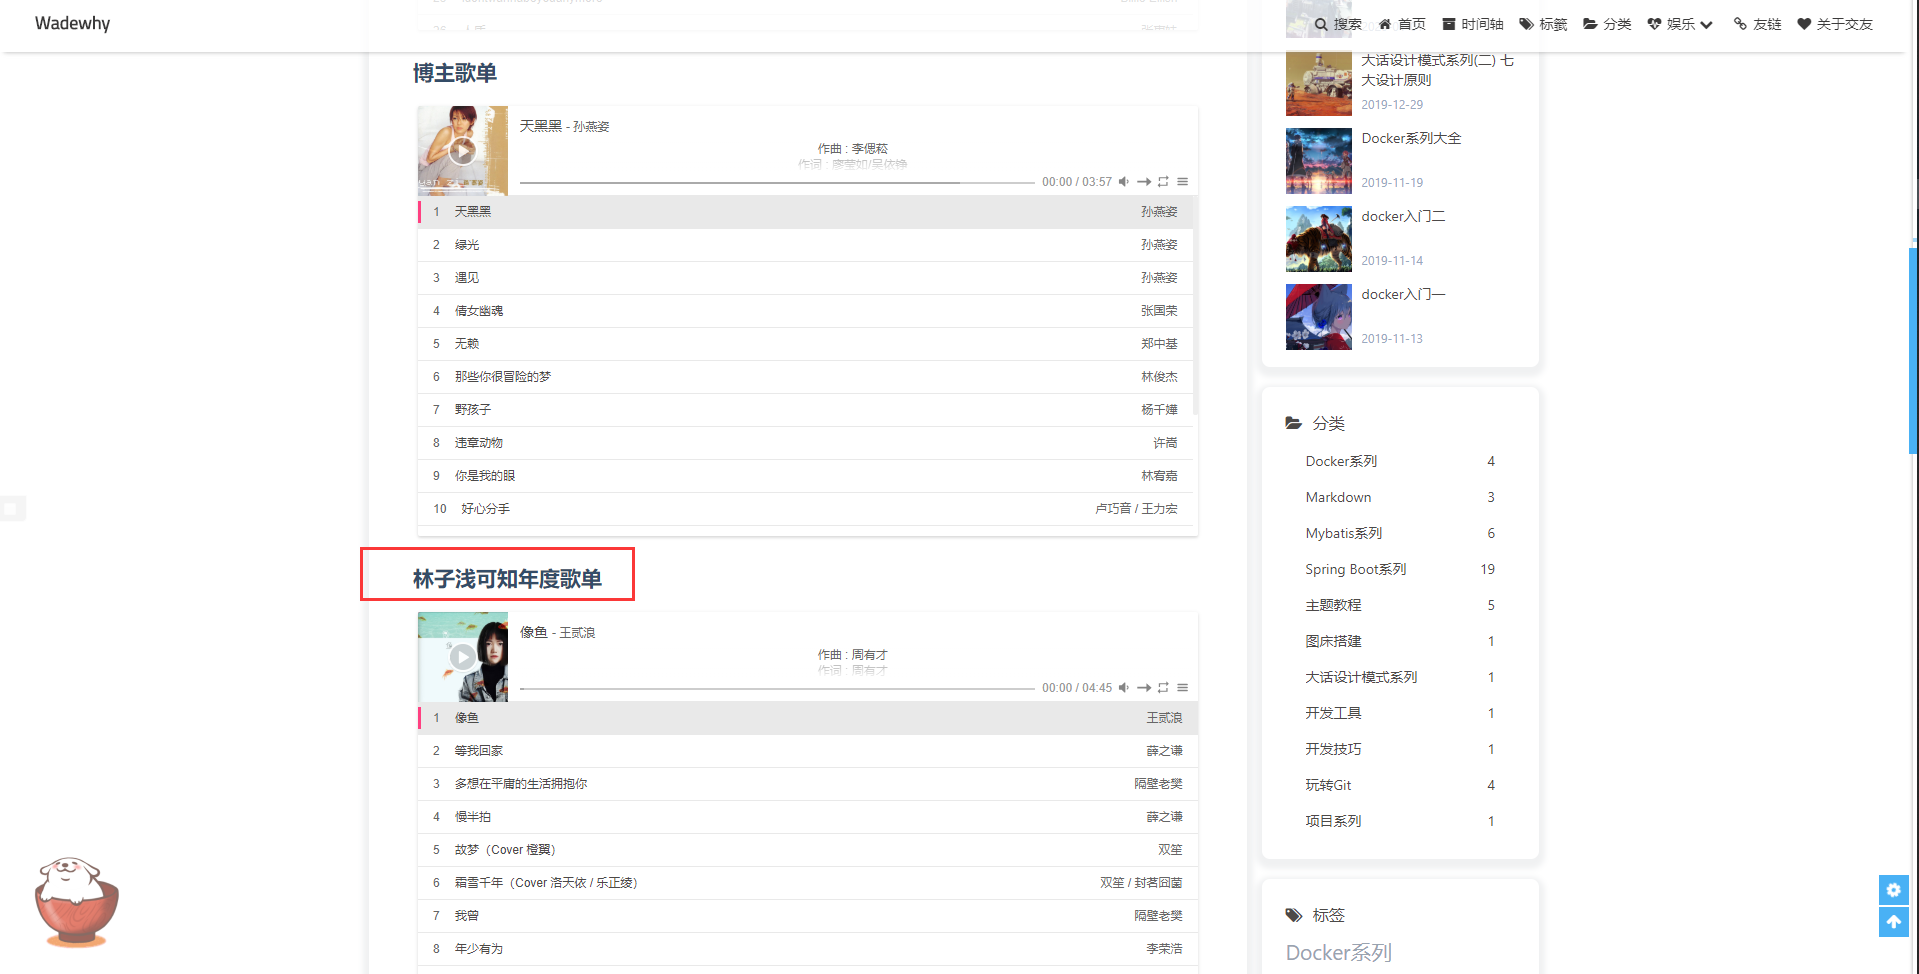 Wadewhy
搜索 首页 时间轴 标籤 分类 娱乐 友链 关于交友
博主歌单
天黑黑 - 孙燕姿
作曲 : 李偲菘
作词 : 廖莹如/吴依铮
00:00 / 03:57
1 天黑黑 孙燕姿
2 绿光 孙燕姿
3 遇见 孙燕姿
4 倩女幽魂 张国荣
5 无赖 郑中基
6 那些你很冒险的梦 林俊杰
7 野孩子 杨千嬅
8 违章动物 许嵩
9 你是我的眼 林宥嘉
10 好心分手 卢巧音 / 王力宏
林子浅可知年度歌单
像鱼 - 王贰浪
作曲 : 周有才
作词 : 周有才
00:00 / 04:45
1 像鱼 王贰浪
2 等我回家 薛之谦
3 多想在平庸的生活拥抱你 隔壁老樊
4 慢半拍 薛之谦
5 故梦（Cover 橙翼） 双笙
6 霜雪千年（Cover 洛天依 / 乐正绫） 双笙 / 封茗囧菌
7 我曾 隔壁老樊
8 年少有为 李荣浩
大话设计模式系列(二) 七
大设计原则
2019-12-29
Docker系列大全
2019-11-19
docker入门二
2019-11-14
docker入门一
2019-11-13
分类
Docker系列 4
Markdown 3
Mybatis系列 6
Spring Boot系列 19
主题教程 5
图床搭建 1
大话设计模式系列 1
开发工具 1
开发技巧 1
玩转Git 4
项目系列 1
标签
Docker系列